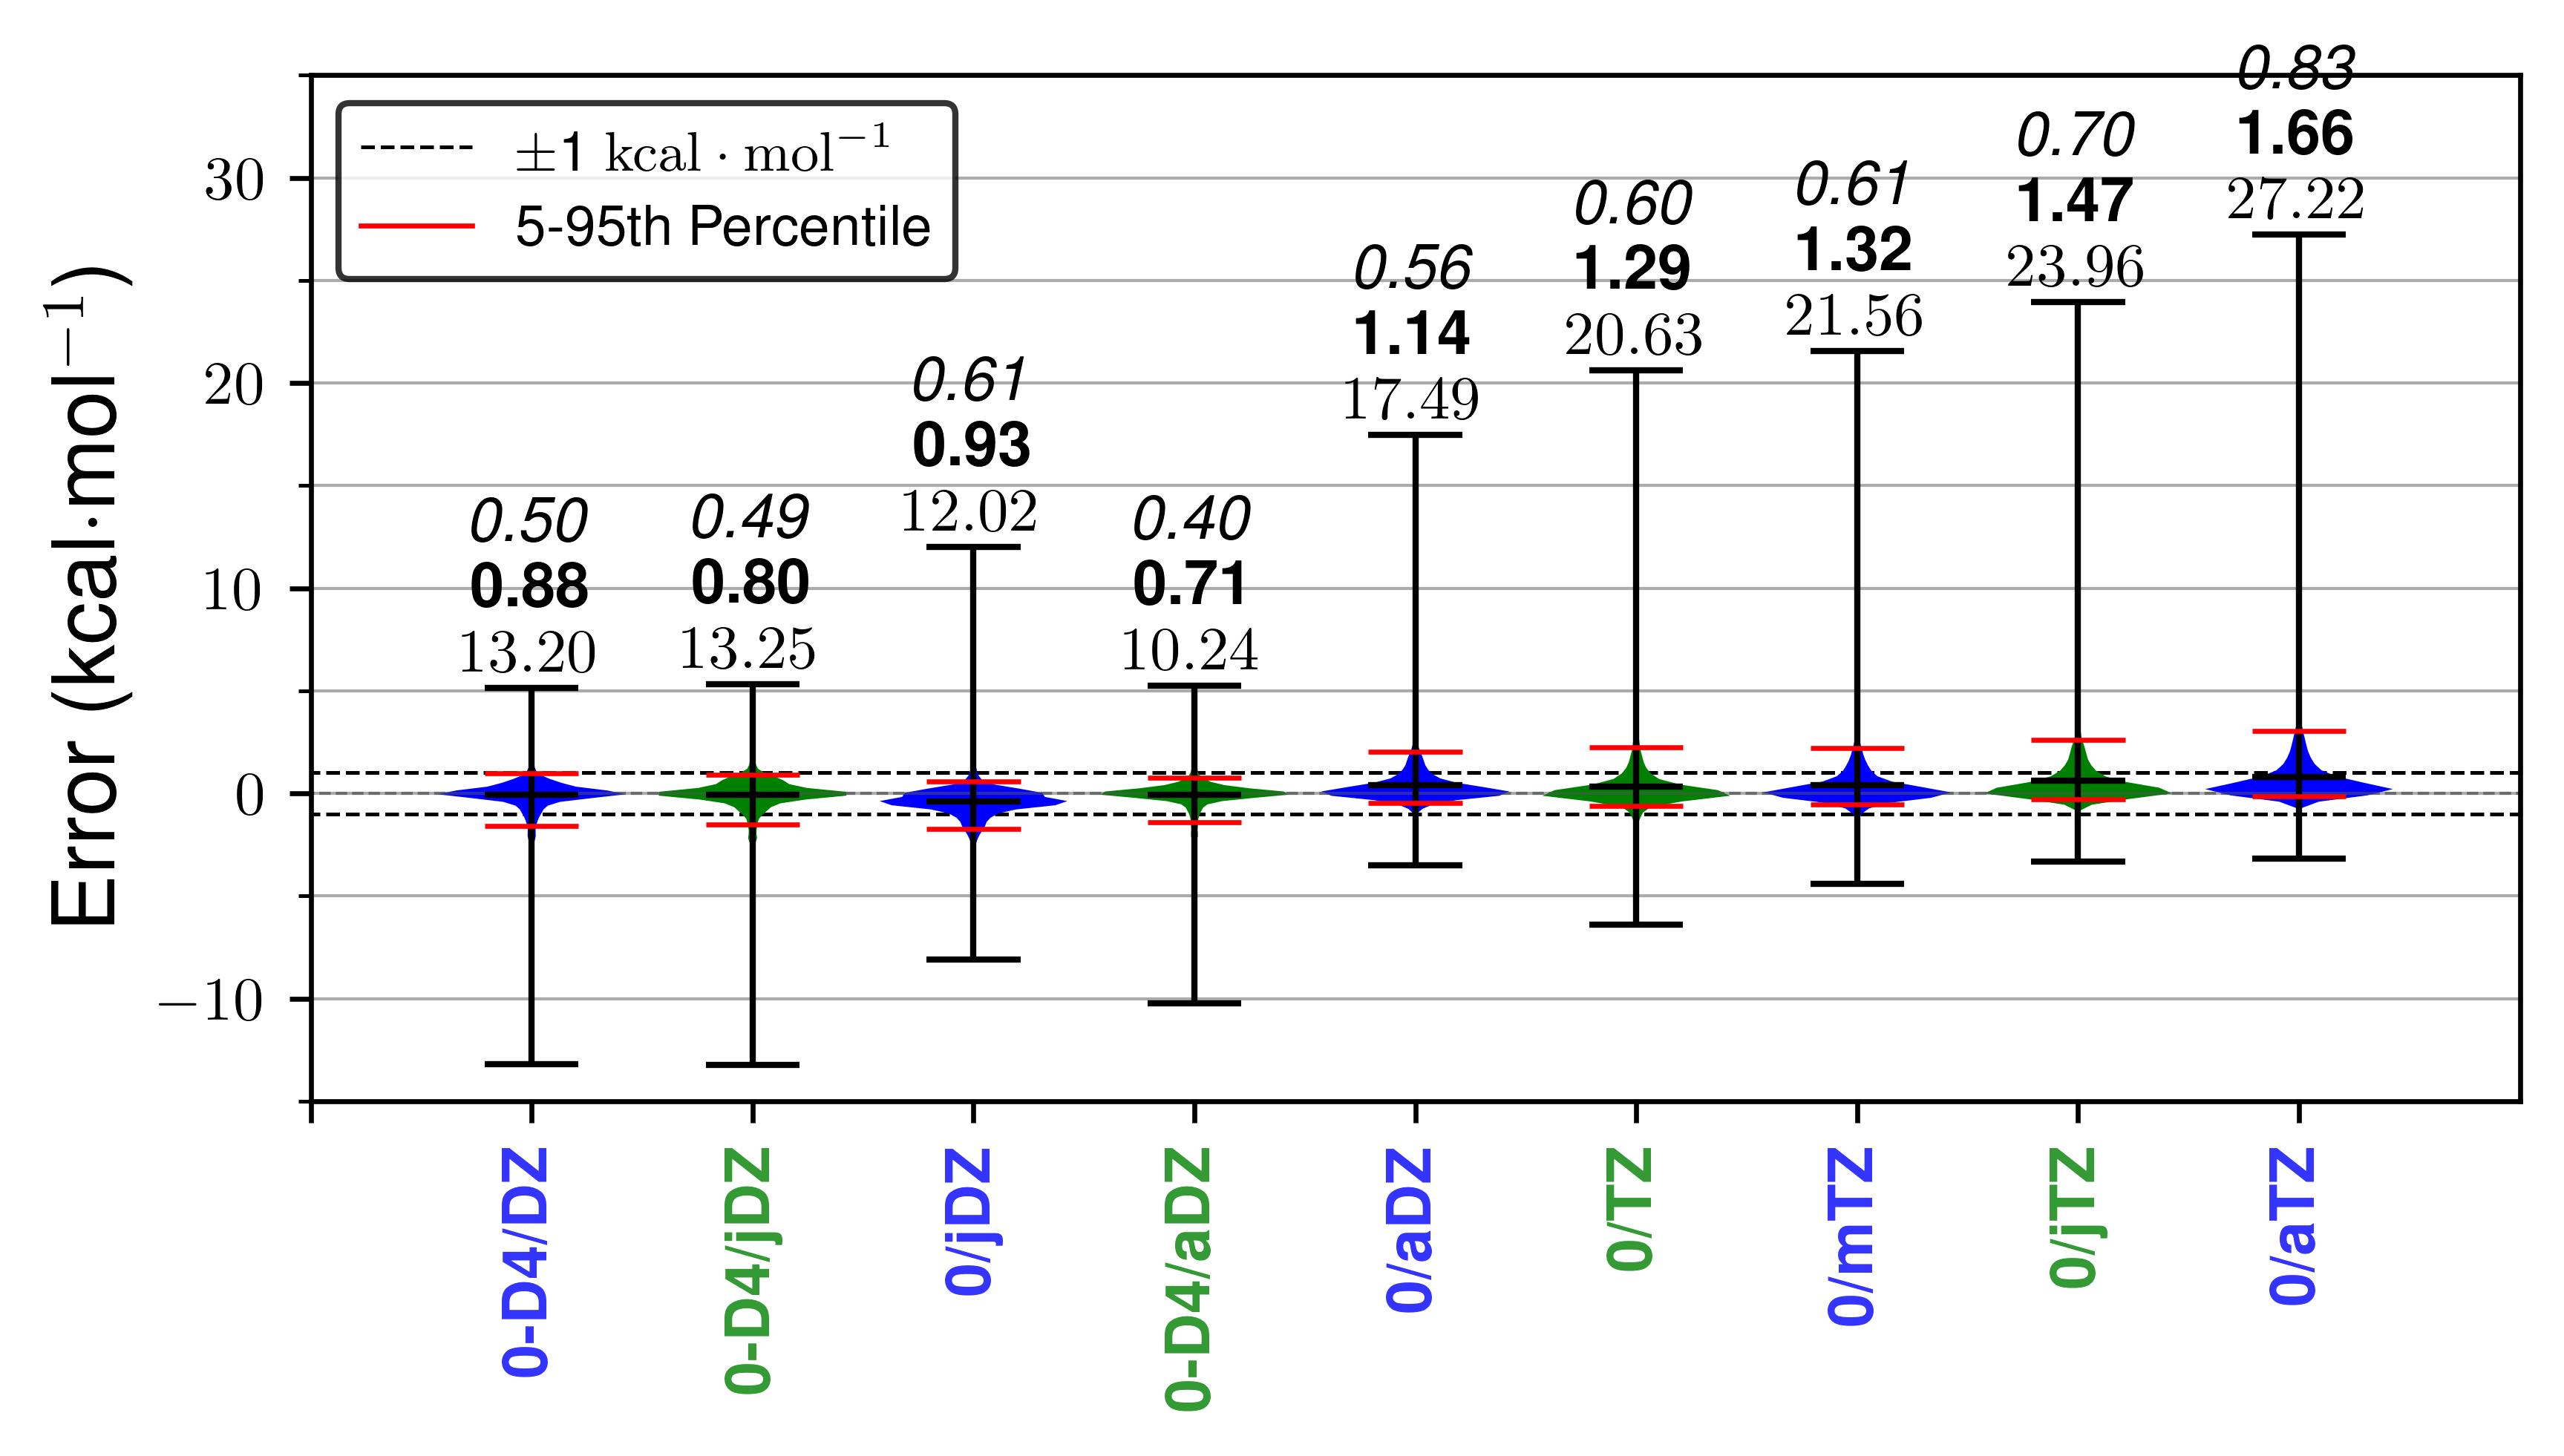 ±1 kcal · mol⁻¹
5-95th Percentile
Error (kcal·mol⁻¹)
30
20
10
0
−10
0.50
0.88
13.20
0.49
0.80
13.25
0.61
0.93
12.02
0.40
0.71
10.24
0.56
1.14
17.49
0.60
1.29
20.63
0.61
1.32
21.56
0.70
1.47
23.96
0.83
1.66
27.22
0-D4/DZ
0-D4/jDZ
0/jDZ
0-D4/aDZ
0/aDZ
0/TZ
0/mTZ
0/jTZ
0/aTZ